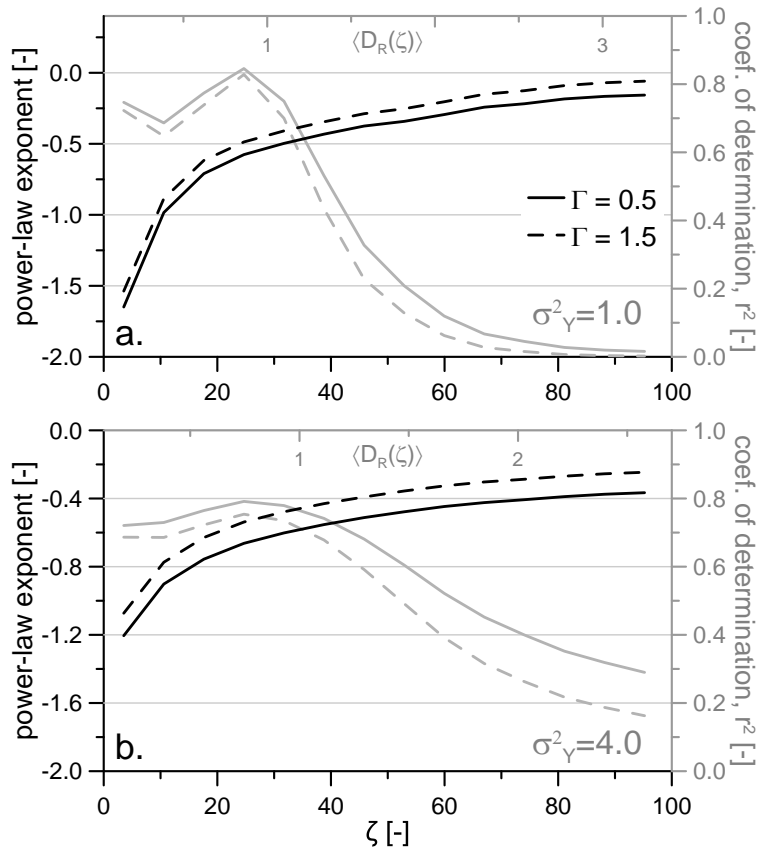 1 ⟨D_R(ζ)⟩ 3
0.0
-0.5
-1.0
-1.5
-2.0
power-law exponent [-]
1.0
0.8
0.6
0.4
0.2
0.0
coef. of determination, r² [-]
Γ = 0.5
Γ = 1.5
σ²_Y=1.0
a.
0 20 40 60 80 100
1 ⟨D_R(ζ)⟩ 2
0.0
-0.4
-0.8
-1.2
-1.6
-2.0
power-law exponent [-]
1.0
0.8
0.6
0.4
0.2
0.0
coef. of determination, r² [-]
σ²_Y=4.0
b.
0 20 40 60 80 100
ζ [-]